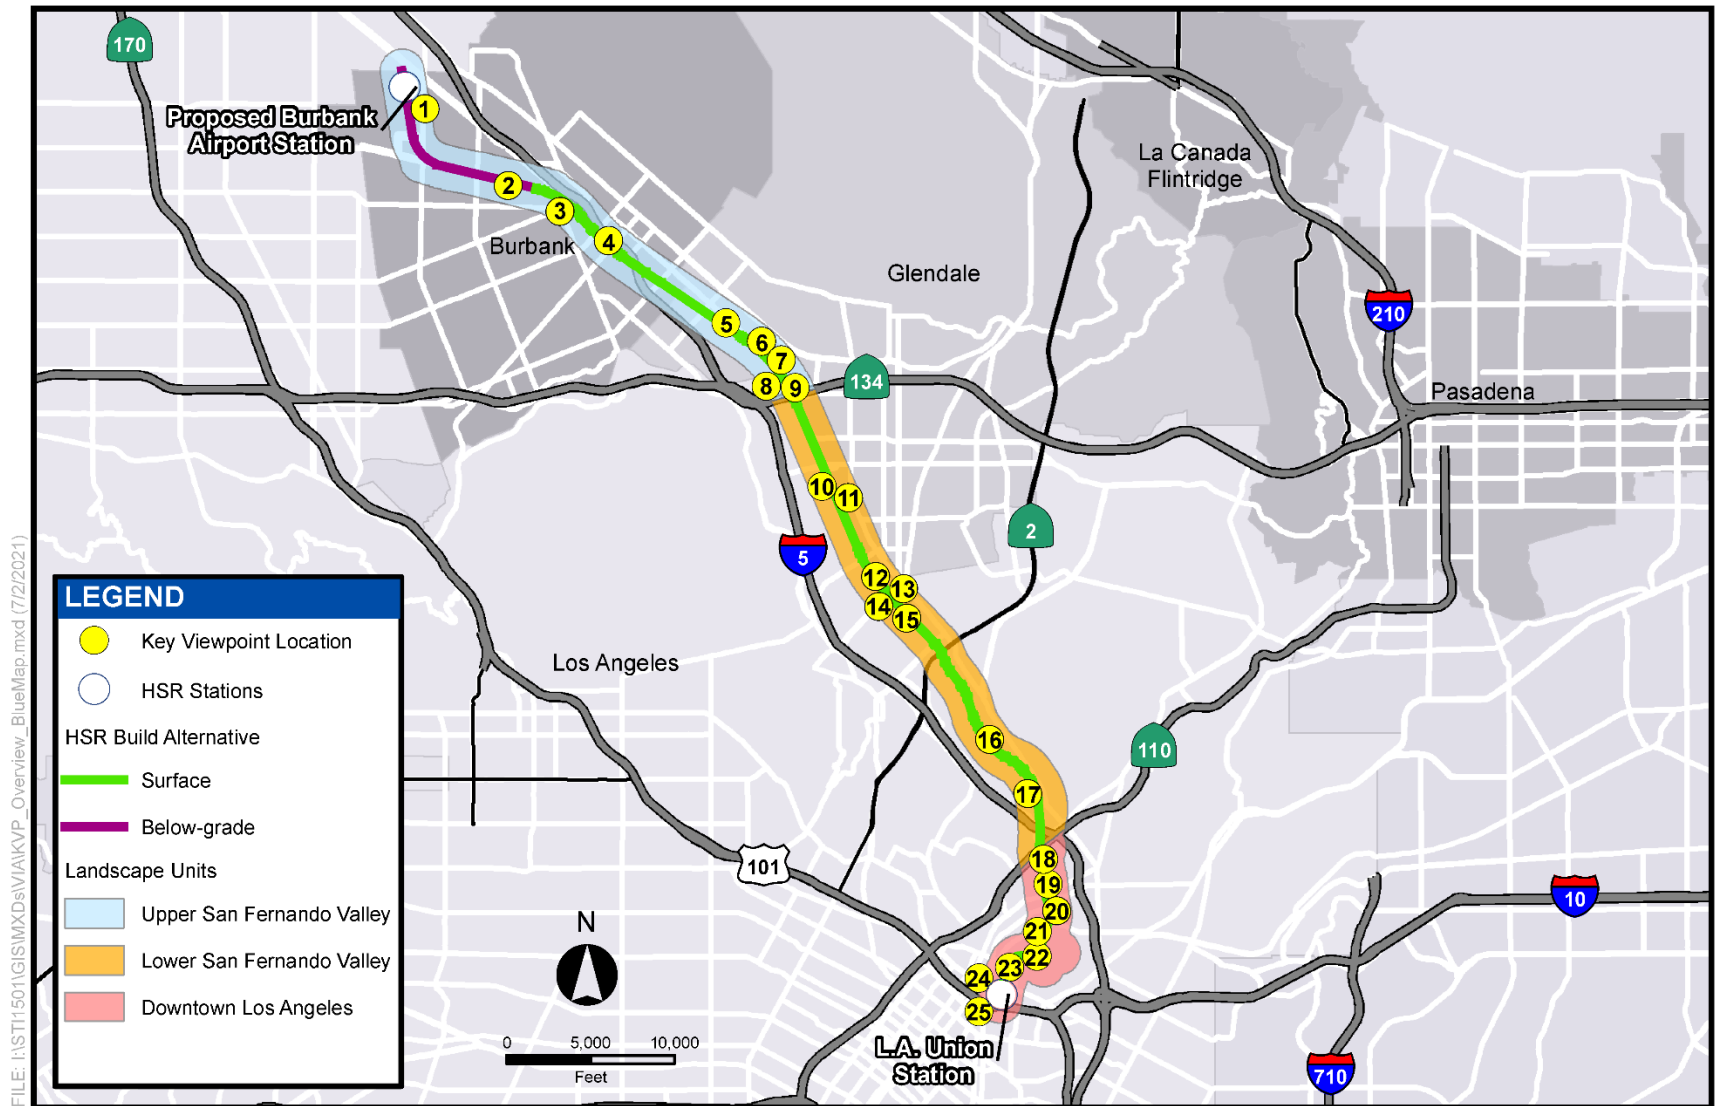 170
Proposed Burbank
Airport Station
1
2
3
Burbank
4
La Canada
Flintridge
Glendale
210
5
6
7
8
9
134
Pasadena
10
11
2
5
12
13
14
15
Los Angeles
16
110
17
101
18
19
20
21
22
23
24
25
10
L.A. Union
Station
710
LEGEND
Key Viewpoint Location
HSR Stations
HSR Build Alternative
Surface
Below-grade
Landscape Units
Upper San Fernando Valley
Lower San Fernando Valley
Downtown Los Angeles
N
0 5,000 10,000
Feet
FILE: I:\STI1501\GIS\MXDs\VIA\KVP_Overview_BlueMap.mxd (7/2/2021)